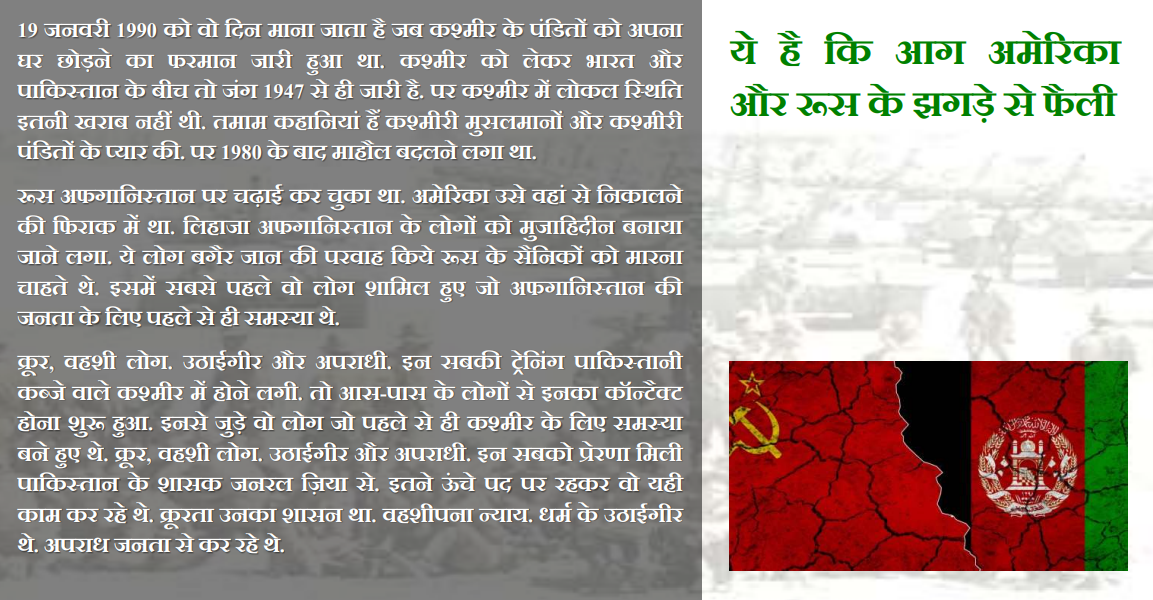 19 जनवरी 1990 को वो दिन माना जाता है जब कश्मीर के पंडितों को अपना
घर छोड़ने का फरमान जारी हुआ था. कश्मीर को लेकर भारत और
पाकिस्तान के बीच तो जंग 1947 से ही जारी है. पर कश्मीर में लोकल स्थिति
इतनी खराब नहीं थी. तमाम कहानियां हैं कश्मीरी मुसलमानों और कश्मीरी
पंडितों के प्यार की. पर 1980 के बाद माहौल बदलने लगा था.
रूस अफगानिस्तान पर चढ़ाई कर चुका था. अमेरिका उसे वहां से निकालने
की फिराक में था. लिहाजा अफगानिस्तान के लोगों को मुजाहिदीन बनाया
जाने लगा. ये लोग बगैर जान की परवाह किये रूस के सैनिकों को मारना
चाहते थे. इसमें सबसे पहले वो लोग शामिल हुए जो अफगानिस्तान की
जनता के लिए पहले से ही समस्या थे.
क्रूर, वहशी लोग. उठाईगीर और अपराधी. इन सबकी ट्रेनिंग पाकिस्तानी
कब्जे वाले कश्मीर में होने लगी. तो आस-पास के लोगों से इनका कॉन्टैक्ट
होना शुरू हुआ. इनसे जुड़े वो लोग जो पहले से ही कश्मीर के लिए समस्या
बने हुए थे. क्रूर, वहशी लोग. उठाईगीर और अपराधी. इन सबको प्रेरणा मिली
पाकिस्तान के शासक जनरल ज़िया से. इतने ऊंचे पद पर रहकर वो यही
काम कर रहे थे. क्रूरता उनका शासन था. वहशीपना न्याय. धर्म के उठाईगीर
थे. अपराध जनता से कर रहे थे.
ये है कि आग अमेरिका
और रूस के झगड़े से फैली